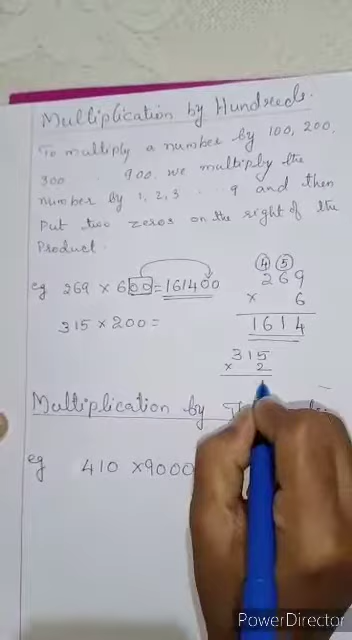 Multiplication by Hundreds.
To multiply a number by 100, 200,
300 . . . 900. we multiply the
number by 1, 2, 3 . . . 9 and then
Put two zeros on the right of the
Product.
eg 269 × 600 = 161400
315 × 200 =
4 5
269
× 6
1614
315
× 2
Multiplication by
eg 410 × 9000
PowerDirector